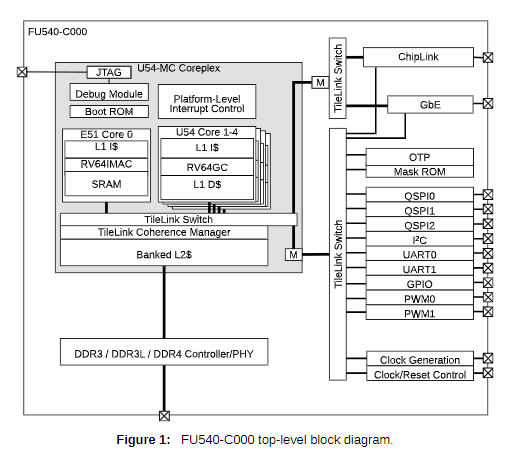 FU540-C000
U54-MC Coreplex
JTAG
Debug Module
Boot ROM
Platform-Level
Interrupt Control
E51 Core 0
L1 I$
RV64IMAC
SRAM
U54 Core 1-4
L1 I$
RV64GC
L1 D$
TileLink Switch
TileLink Coherence Manager
Banked L2$
M
M
DDR3 / DDR3L / DDR4 Controller/PHY
TileLink Switch
TileLink Switch
ChipLink
GbE
OTP
Mask ROM
QSPI0
QSPI1
QSPI2
I²C
UART0
UART1
GPIO
PWM0
PWM1
Clock Generation
Clock/Reset Control
Figure 1: FU540-C000 top-level block diagram.